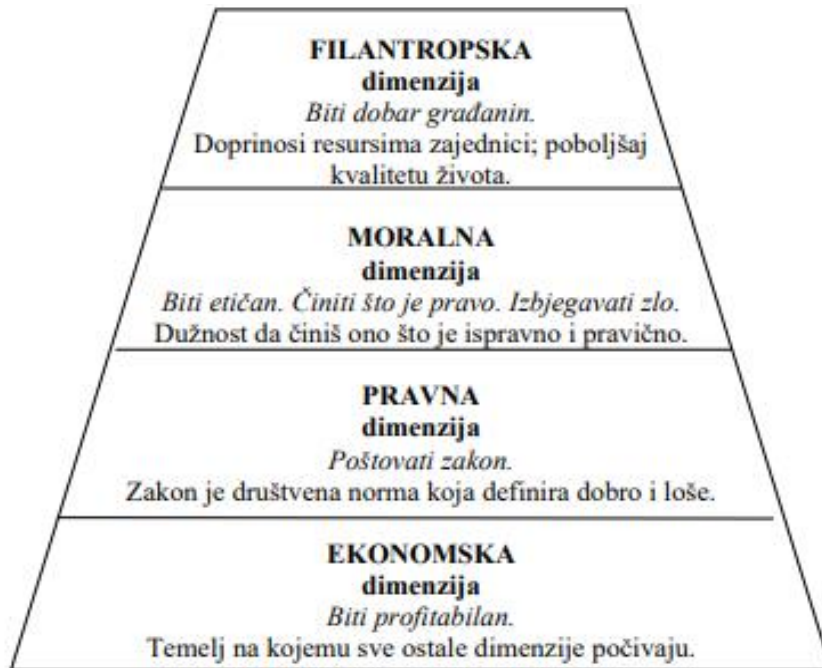 FILANTROPSKA
dimenzija
Biti dobar građanin.
Doprinosi resursima zajednici; poboljšaj
kvalitetu života.
MORALNA
dimenzija
Biti etičan. Činiti što je pravo. Izbjegavati zlo.
Dužnost da činiš ono što je ispravno i pravično.
PRAVNA
dimenzija
Poštovati zakon.
Zakon je društvena norma koja definira dobro i loše.
EKONOMSKA
dimenzija
Biti profitabilan.
Temelj na kojemu sve ostale dimenzije počivaju.